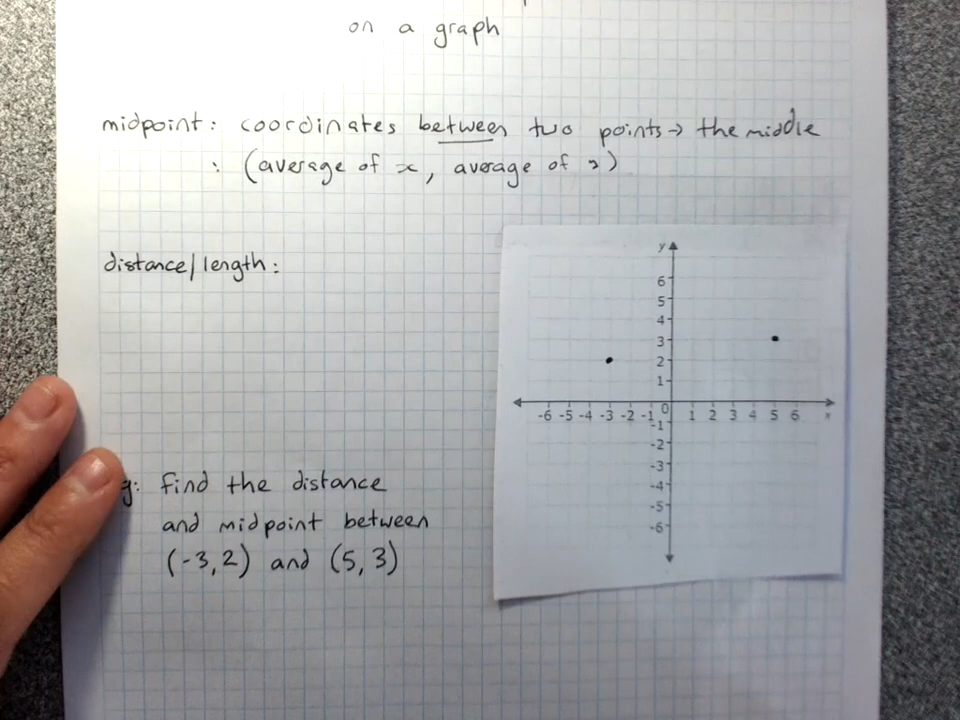 on a graph
midpoint: coordinates between two points → the middle
: (average of x, average of y)
distance/length:
y
6
5
4
3
2
1
-6 -5 -4 -3 -2 -1 0 1 2 3 4 5 6 x
-1
-2
-3
-4
-5
-6
g: find the distance
and midpoint between
(-3,2) and (5,3)